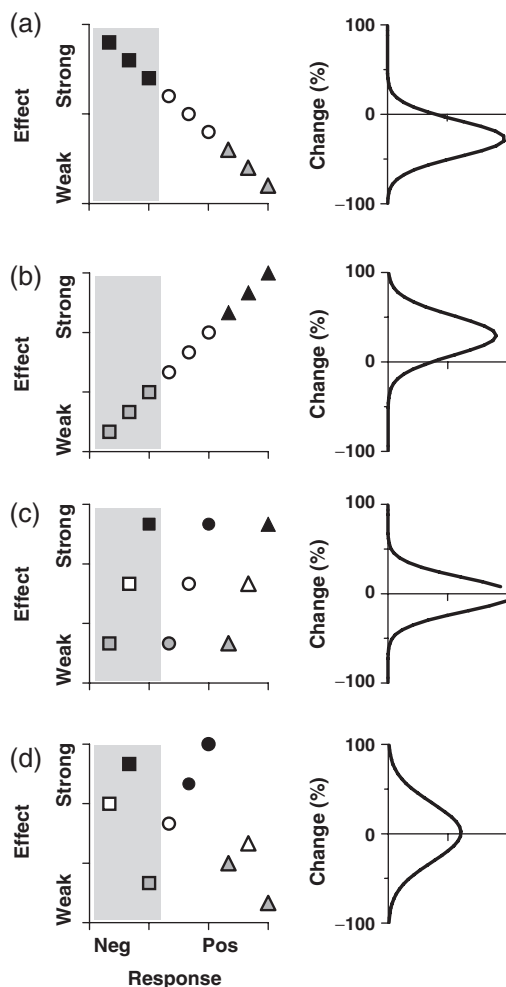 (a)
Effect
Strong
Weak
Change (%)
100
0
–100
(b)
Effect
Strong
Weak
Change (%)
100
0
–100
(c)
Effect
Strong
Weak
Change (%)
100
0
–100
(d)
Effect
Strong
Weak
Neg
Pos
Response
Change (%)
100
0
–100